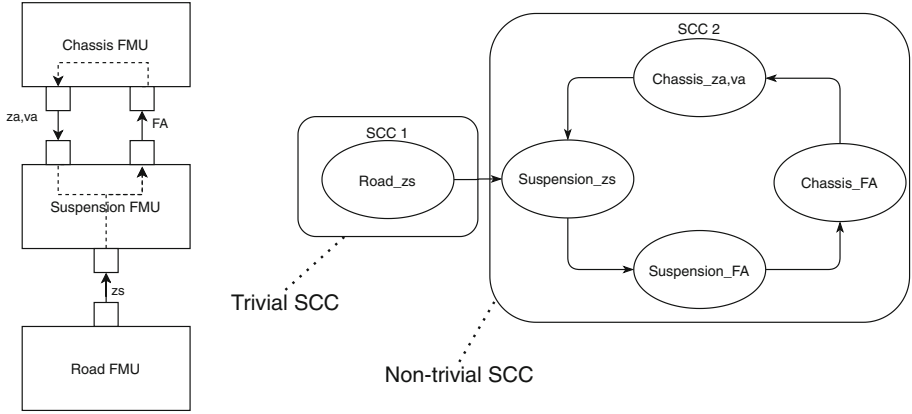 Chassis FMU
za,va
FA
Suspension FMU
zs
Road FMU
SCC 1
Road_zs
Trivial SCC
SCC 2
Chassis_za,va
Suspension_zs
Chassis_FA
Suspension_FA
Non-trivial SCC